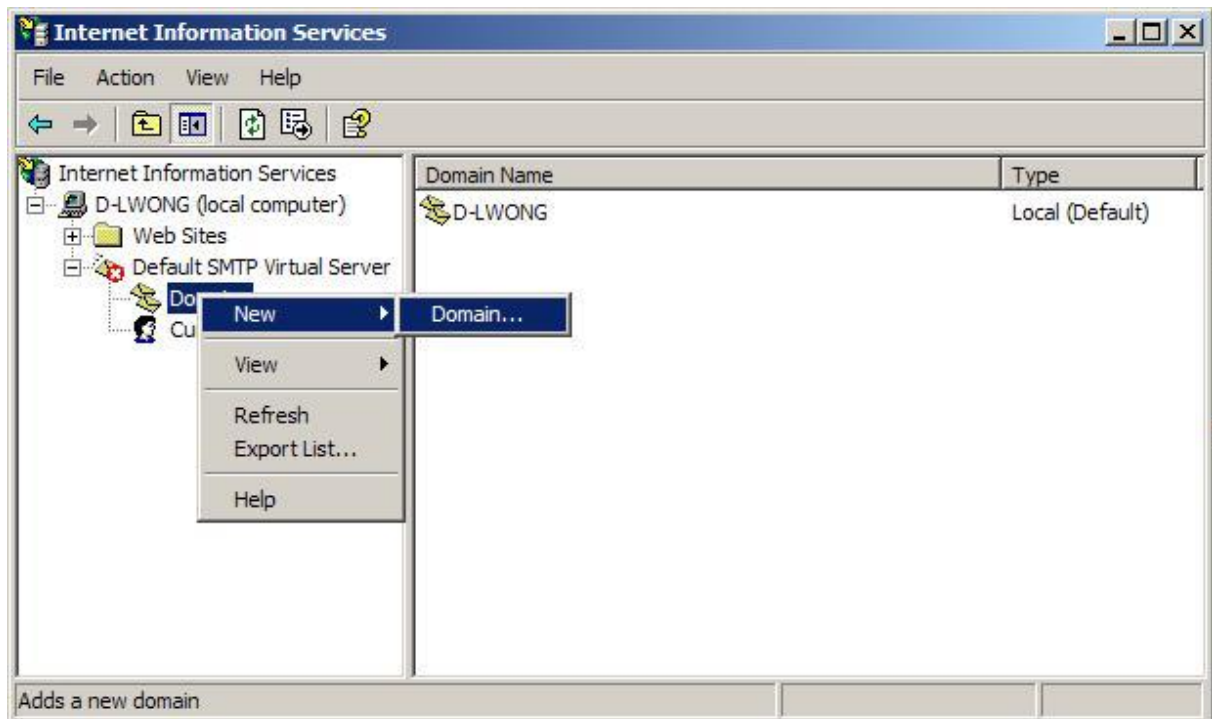 Internet Information Services
File Action View Help
Internet Information Services
D-LWONG (local computer)
Web Sites
Default SMTP Virtual Server
Domain Name Type
D-LWONG Local (Default)
New
Domain...
View
Refresh
Export List...
Help
Adds a new domain